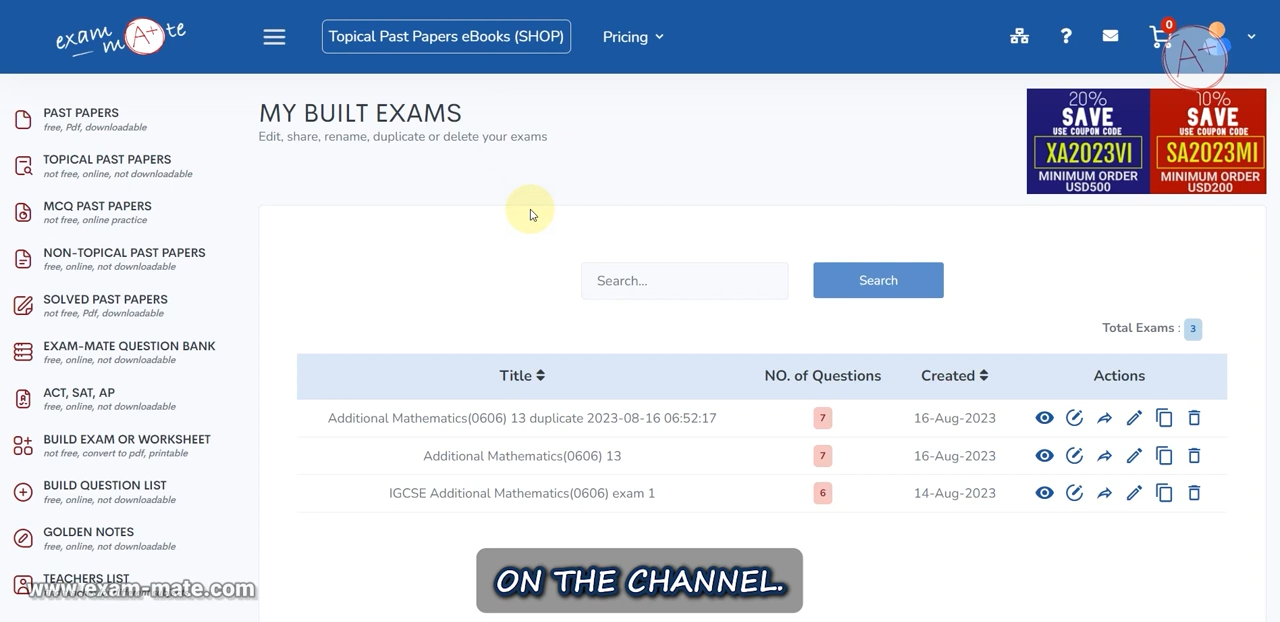 exam mA+te
Topical Past Papers eBooks (SHOP)
Pricing
?
0
A+
PAST PAPERS
free, Pdf, downloadable
TOPICAL PAST PAPERS
not free, online, not downloadable
MCQ PAST PAPERS
not free, online practice
NON-TOPICAL PAST PAPERS
free, online, not downloadable
SOLVED PAST PAPERS
not free, Pdf, downloadable
EXAM-MATE QUESTION BANK
free, online, not downloadable
ACT, SAT, AP
free, online, not downloadable
BUILD EXAM OR WORKSHEET
not free, convert to pdf, printable
BUILD QUESTION LIST
free, online, not downloadable
GOLDEN NOTES
free, online, not downloadable
TEACHERS LIST
www.exam-mate.com
MY BUILT EXAMS
Edit, share, rename, duplicate or delete your exams
20%
SAVE
USE COUPON CODE
XA2023VI
MINIMUM ORDER
USD500
10%
SAVE
USE COUPON CODE
SA2023MI
MINIMUM ORDER
USD200
Search... Search
Total Exams : 3
Title NO. of Questions Created Actions
Additional Mathematics(0606) 13 duplicate 2023-08-16 06:52:17 7 16-Aug-2023
Additional Mathematics(0606) 13 7 16-Aug-2023
IGCSE Additional Mathematics(0606) exam 1 6 14-Aug-2023
ON THE CHANNEL.